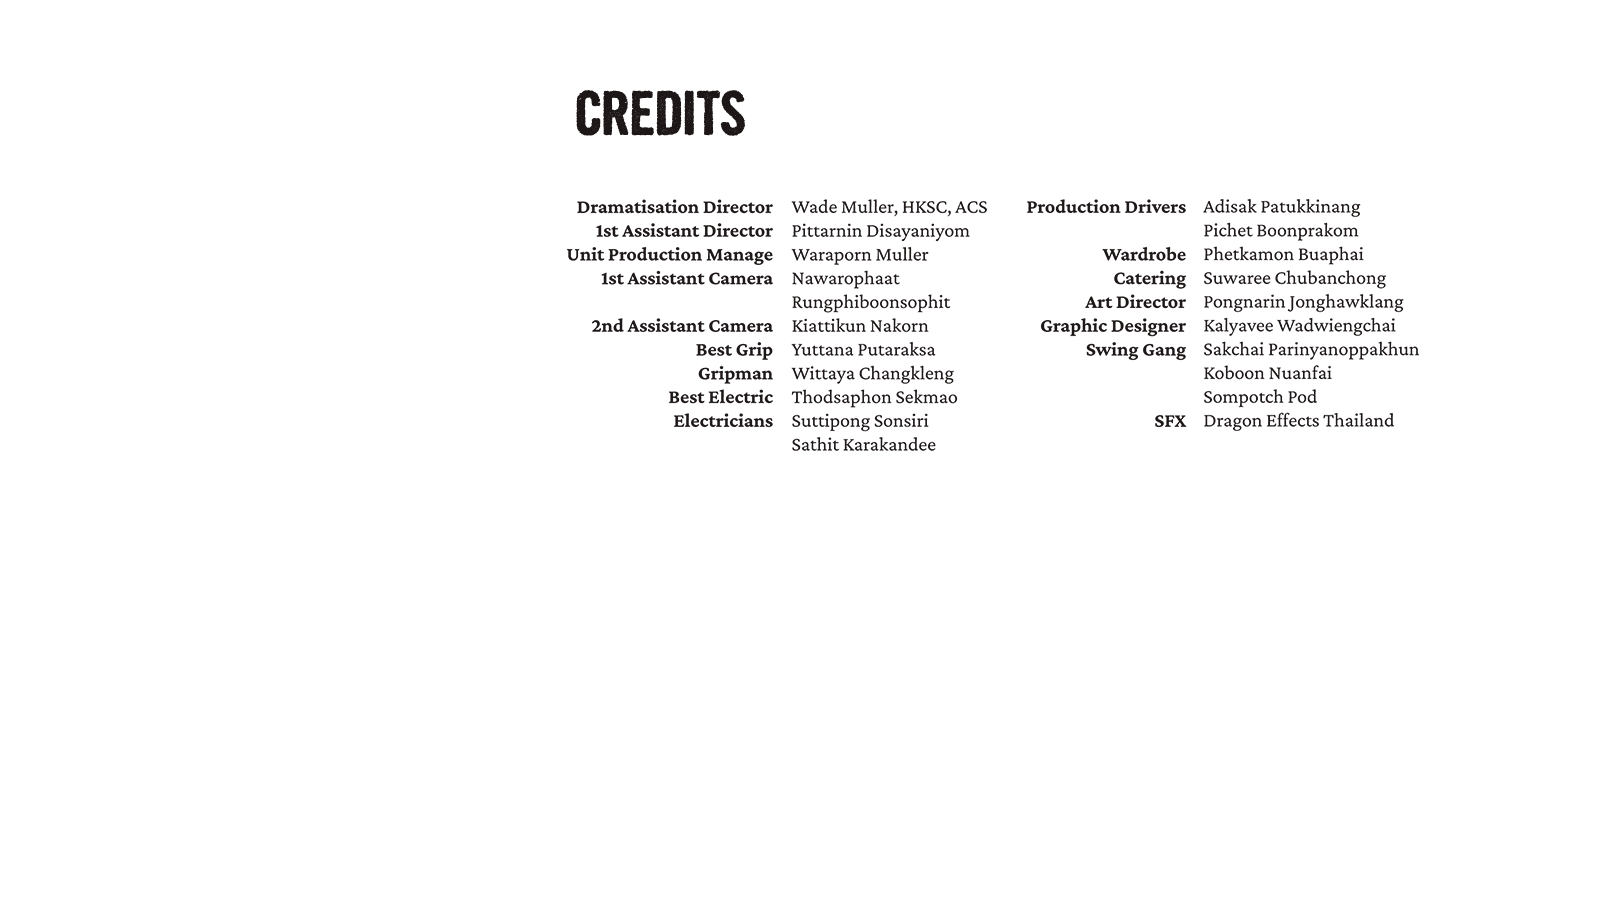 CREDITS
Dramatisation Director Wade Muller, HKSC, ACS
1st Assistant Director Pittarnin Disayaniyom
Unit Production Manage Waraporn Muller
1st Assistant Camera Nawarophaat
Rungphiboonsophit
2nd Assistant Camera Kiattikun Nakorn
Best Grip Yuttana Putaraksa
Gripman Wittaya Changkleng
Best Electric Thodsaphon Sekmao
Electricians Suttipong Sonsiri
Sathit Karakandee
Production Drivers Adisak Patukkinang
Pichet Boonprakom
Wardrobe Phetkamon Buaphai
Catering Suwaree Chubanchong
Art Director Pongnarin Jonghawklang
Graphic Designer Kalyavee Wadwiengchai
Swing Gang Sakchai Parinyanoppakhun
Koboon Nuanfai
Sompotch Pod
SFX Dragon Effects Thailand